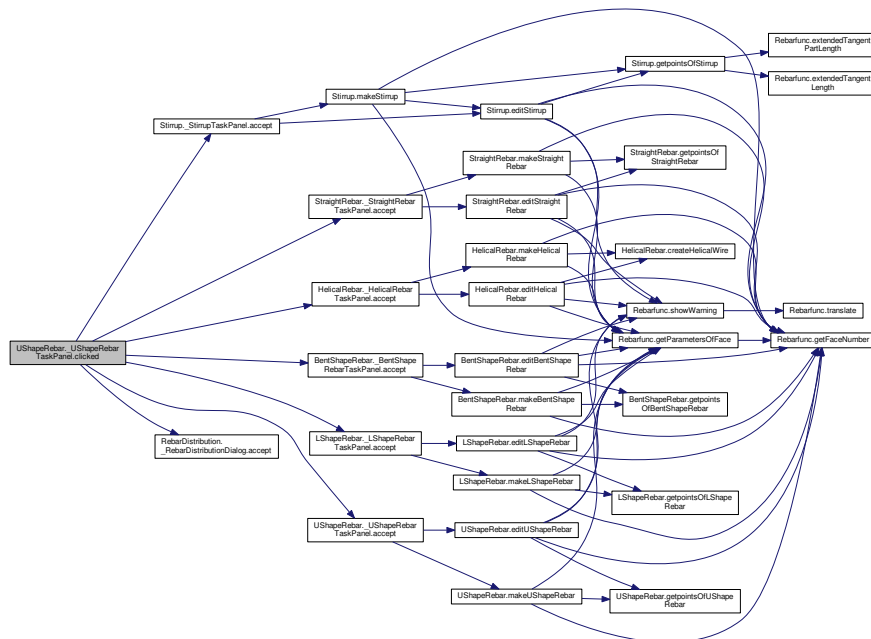 UShapeRebar._UShapeRebar
TaskPanel.clicked
Stirrup._StirrupTaskPanel.accept
StraightRebar._StraightRebar
TaskPanel.accept
HelicalRebar._HelicalRebar
TaskPanel.accept
BentShapeRebar._BentShape
RebarTaskPanel.accept
LShapeRebar._LShapeRebar
TaskPanel.accept
RebarDistribution.
_RebarDistributionDialog.accept
UShapeRebar._UShapeRebar
TaskPanel.accept
Stirrup.makeStirrup
Stirrup.editStirrup
StraightRebar.makeStraight
Rebar
StraightRebar.editStraight
Rebar
HelicalRebar.makeHelical
Rebar
HelicalRebar.editHelical
Rebar
BentShapeRebar.editBentShape
Rebar
BentShapeRebar.makeBentShape
Rebar
LShapeRebar.editLShapeRebar
LShapeRebar.makeLShapeRebar
UShapeRebar.editUShapeRebar
UShapeRebar.makeUShapeRebar
Stirrup.getpointsOfStirrup
StraightRebar.getpointsOf
StraightRebar
HelicalRebar.createHelicalWire
Rebarfunc.showWarning
Rebarfunc.getParametersOfFace
BentShapeRebar.getpoints
OfBentShapeRebar
LShapeRebar.getpointsOfLShape
Rebar
UShapeRebar.getpointsOfUShape
Rebar
Rebarfunc.extendedTangent
PartLength
Rebarfunc.extendedTangent
Length
Rebarfunc.translate
Rebarfunc.getFaceNumber